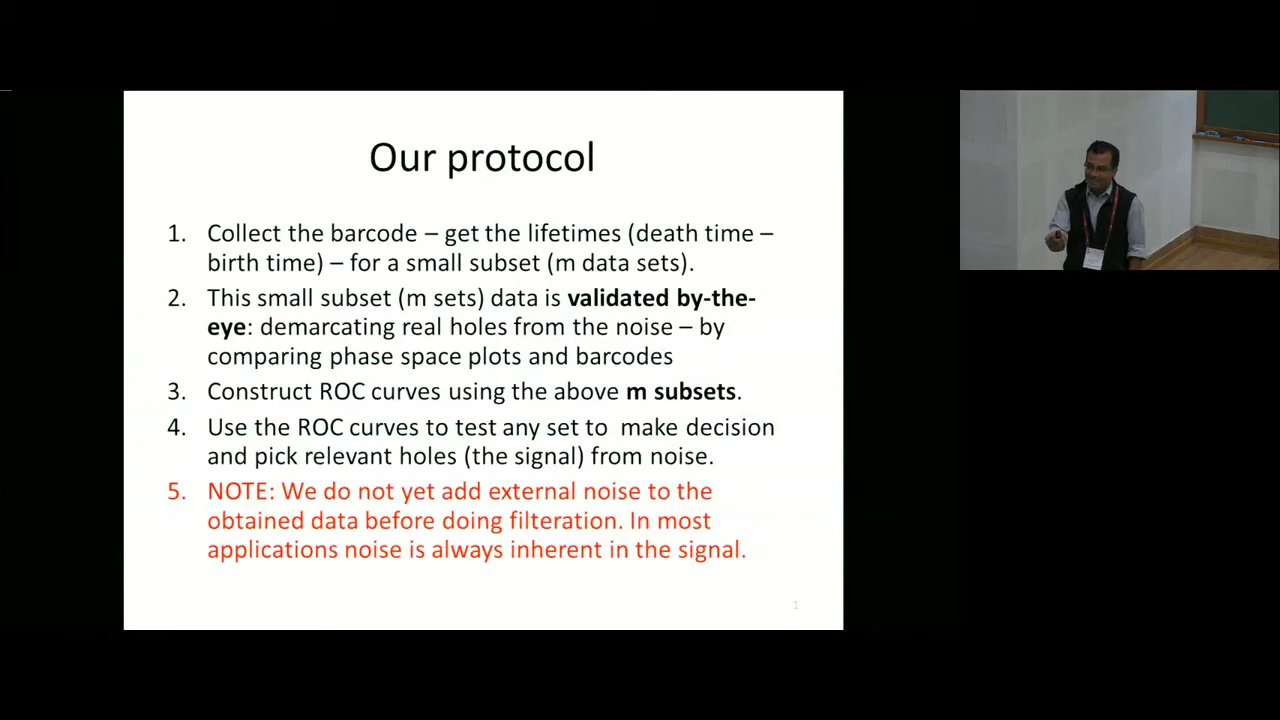 Our protocol
1. Collect the barcode – get the lifetimes (death time –
birth time) – for a small subset (m data sets).
2. This small subset (m sets) data is validated by-the-
eye: demarcating real holes from the noise – by
comparing phase space plots and barcodes
3. Construct ROC curves using the above m subsets.
4. Use the ROC curves to test any set to  make decision
and pick relevant holes (the signal) from noise.
5. NOTE: We do not yet add external noise to the
obtained data before doing filteration. In most
applications noise is always inherent in the signal.
1